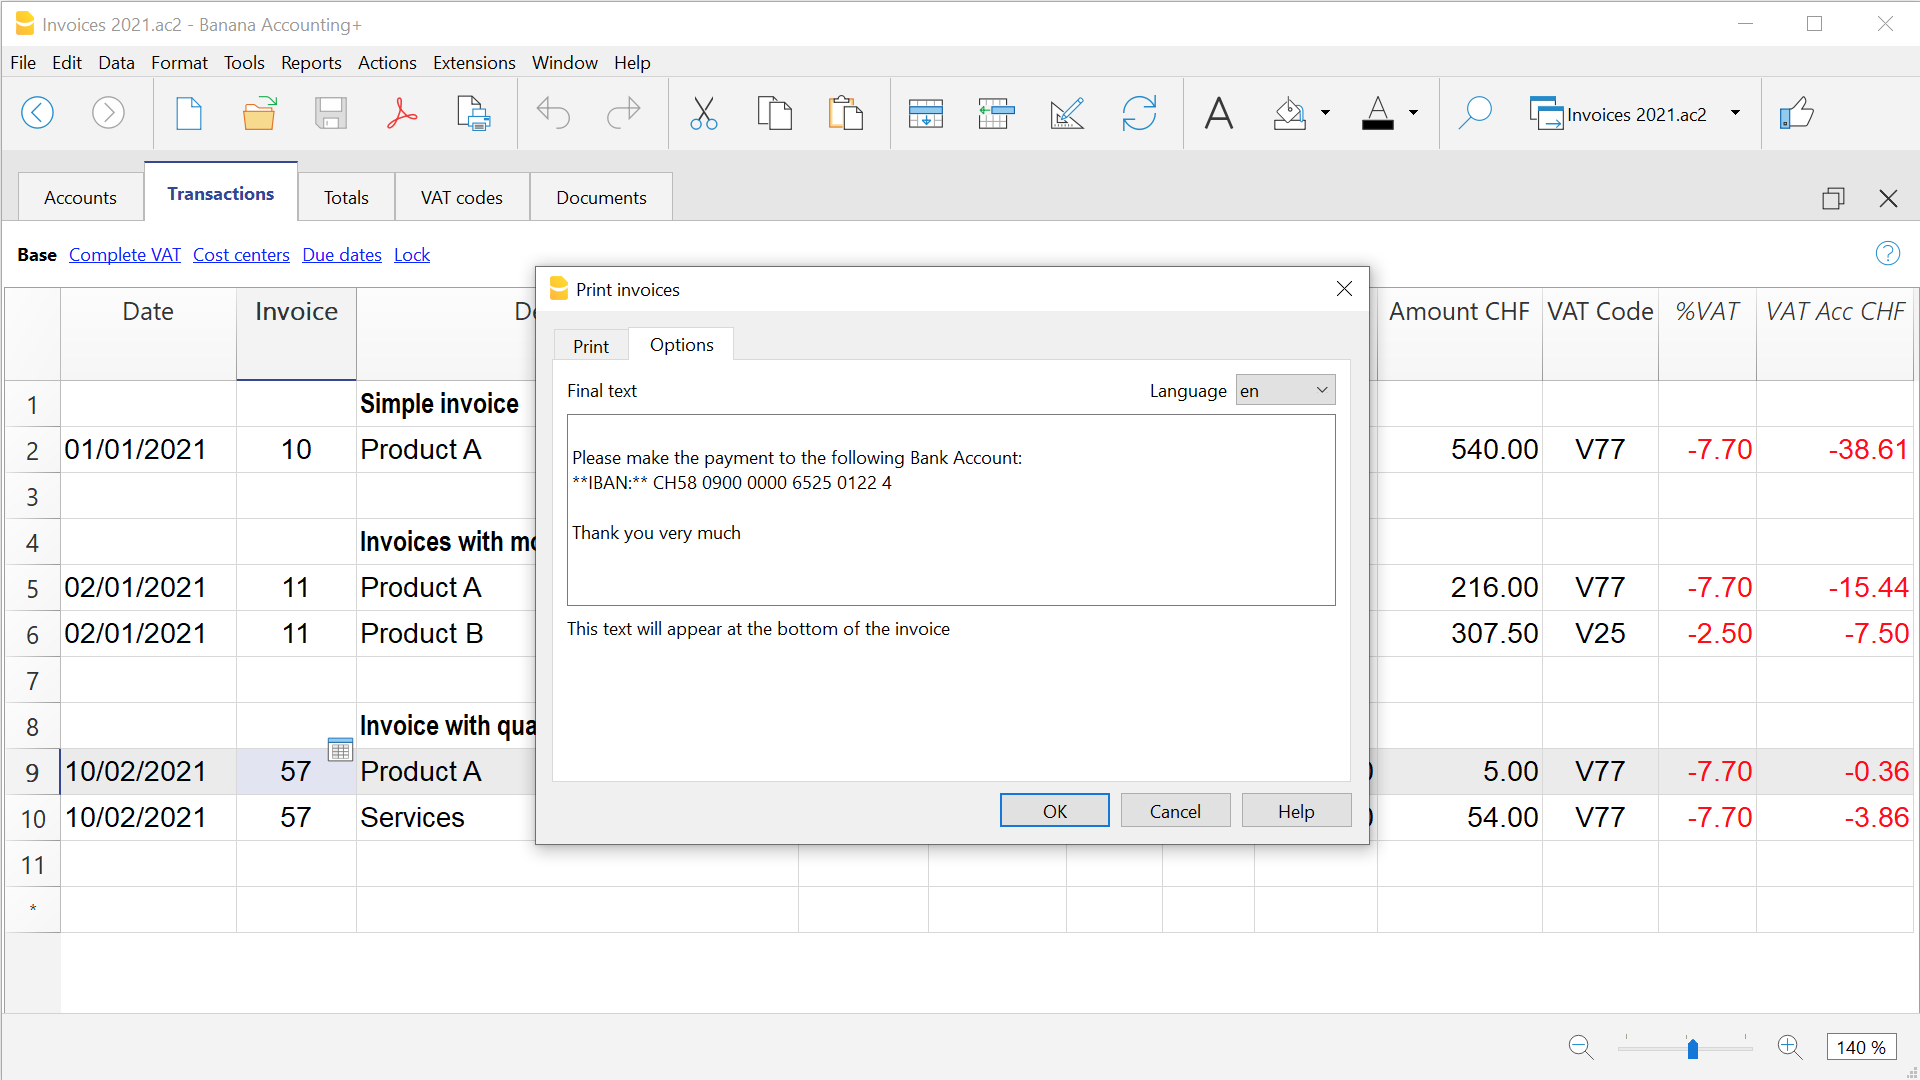 Invoices 2021.ac2 - Banana Accounting+
File Edit Data Format Tools Reports Actions Extensions Window Help
Invoices 2021.ac2
Accounts Transactions Totals VAT codes Documents
Base Complete VAT Cost centers Due dates Lock
Date Invoice De Amount CHF VAT Code %VAT VAT Acc CHF
1 Simple invoice
2 01/01/2021 10 Product A 540.00 V77 -7.70 -38.61
3
4 Invoices with mo
5 02/01/2021 11 Product A 216.00 V77 -7.70 -15.44
6 02/01/2021 11 Product B 307.50 V25 -2.50 -7.50
7
8 Invoice with qua
9 10/02/2021 57 Product A 5.00 V77 -7.70 -0.36
10 10/02/2021 57 Services 54.00 V77 -7.70 -3.86
11
*
Print invoices
Print Options
Final text Language en
Please make the payment to the following Bank Account:
**IBAN:** CH58 0900 0000 6525 0122 4
Thank you very much
This text will appear at the bottom of the invoice
OK Cancel Help
140 %